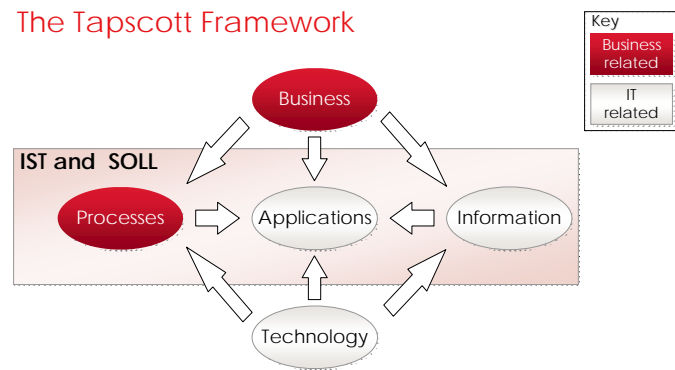 The Tapscott Framework
Key
Business
related
IT
related
Business
IST and SOLL
Processes
Applications
Information
Technology